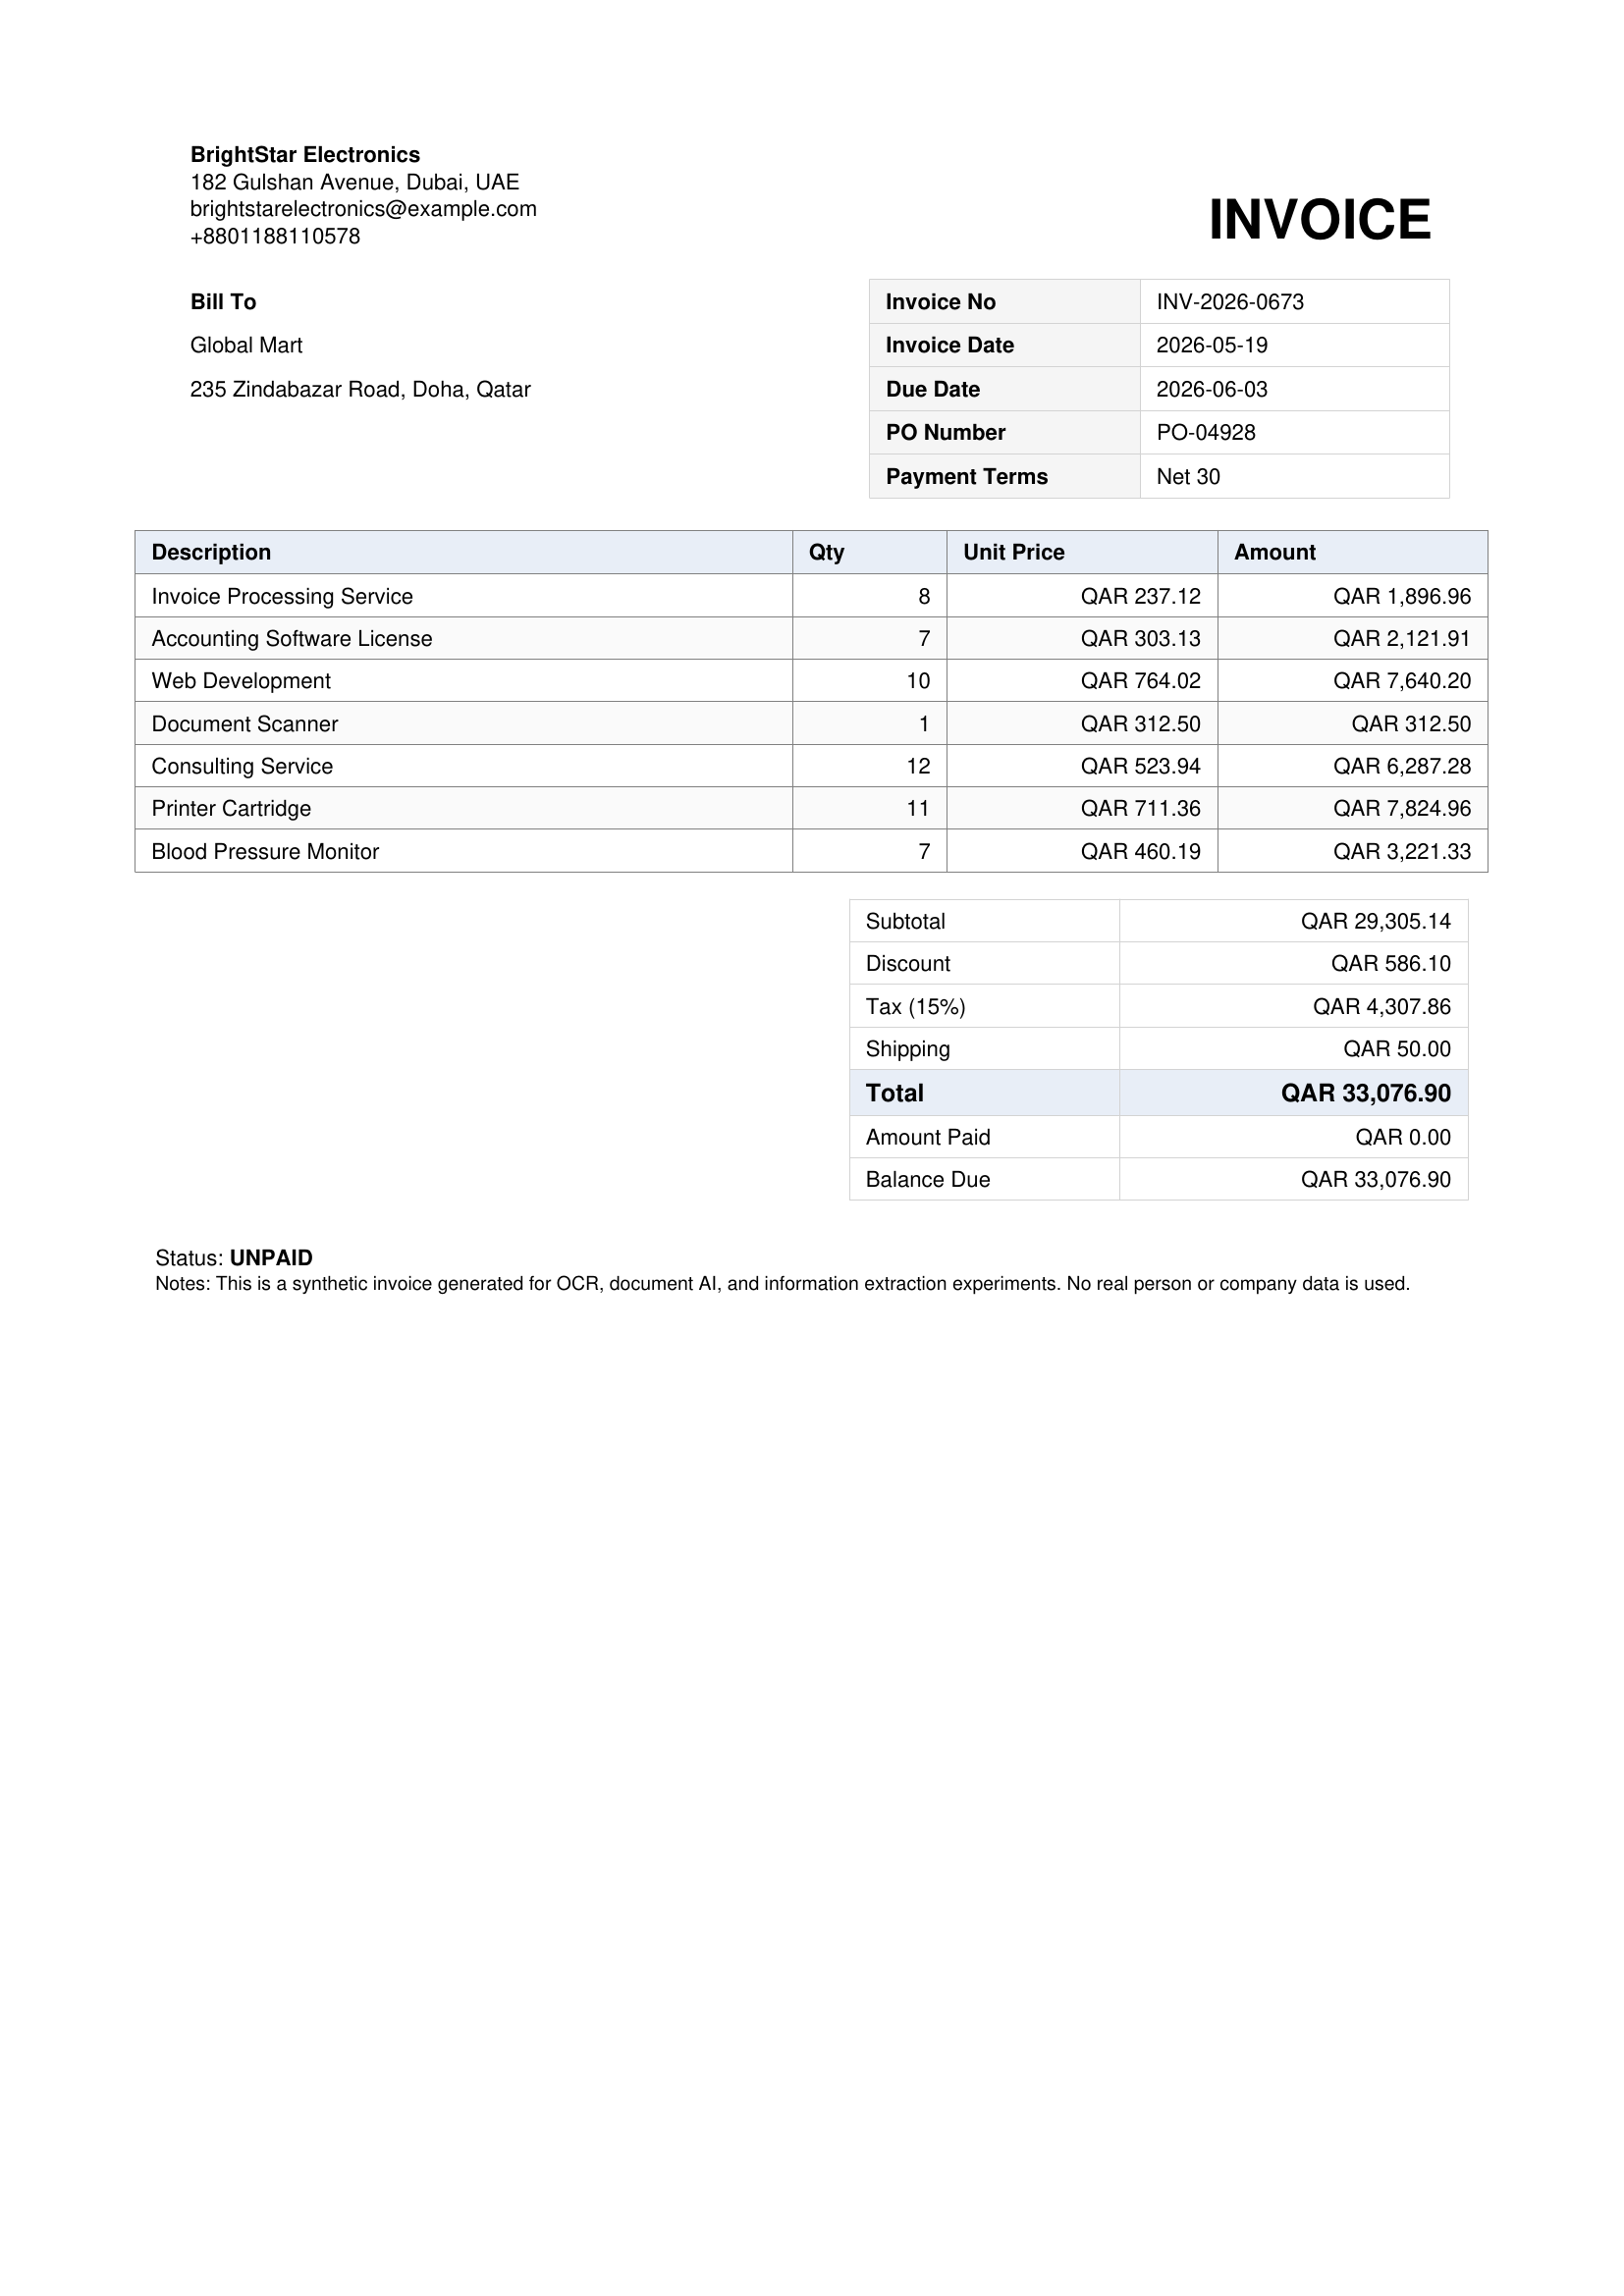 BrightStar Electronics
182 Gulshan Avenue, Dubai, UAE
brightstarelectronics@example.com
+8801188110578
INVOICE
Bill To
Global Mart
235 Zindabazar Road, Doha, Qatar
Invoice No INV-2026-0673
Invoice Date 2026-05-19
Due Date 2026-06-03
PO Number PO-04928
Payment Terms Net 30
Description Qty Unit Price Amount
Invoice Processing Service 8 QAR 237.12 QAR 1,896.96
Accounting Software License 7 QAR 303.13 QAR 2,121.91
Web Development 10 QAR 764.02 QAR 7,640.20
Document Scanner 1 QAR 312.50 QAR 312.50
Consulting Service 12 QAR 523.94 QAR 6,287.28
Printer Cartridge 11 QAR 711.36 QAR 7,824.96
Blood Pressure Monitor 7 QAR 460.19 QAR 3,221.33
Subtotal QAR 29,305.14
Discount QAR 586.10
Tax (15%) QAR 4,307.86
Shipping QAR 50.00
Total QAR 33,076.90
Amount Paid QAR 0.00
Balance Due QAR 33,076.90
Status: UNPAID
Notes: This is a synthetic invoice generated for OCR, document AI, and information extraction experiments. No real person or company data is used.